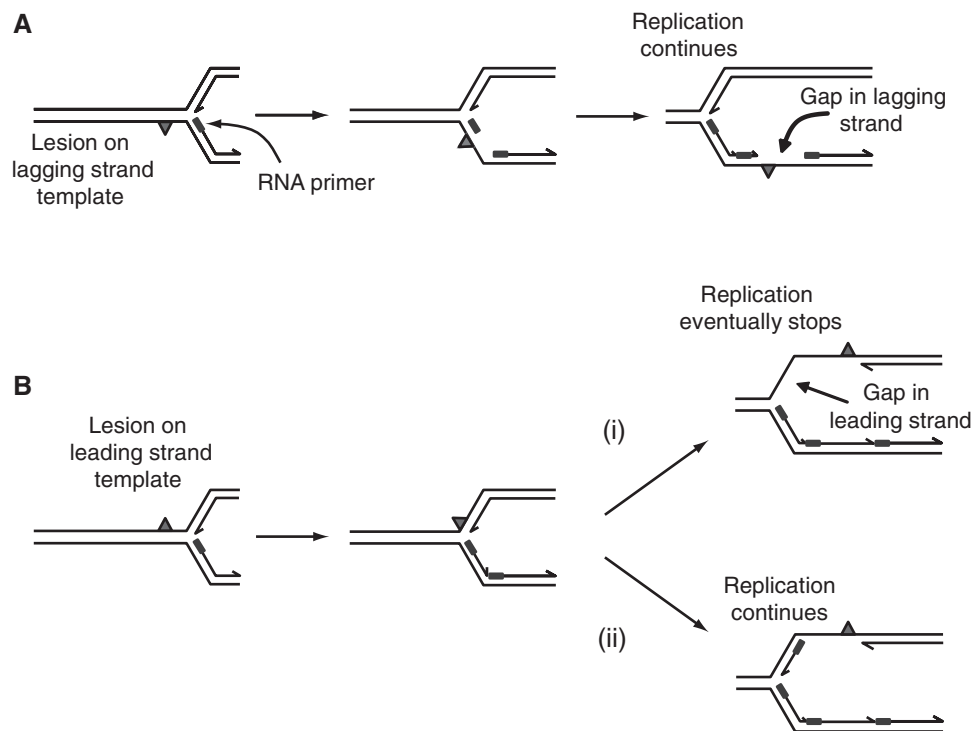 A
Lesion on
lagging strand
template
RNA primer
Replication
continues
Gap in lagging
strand
B
Lesion on
leading strand
template
(i)
Replication
eventually stops
Gap in
leading strand
(ii)
Replication
continues